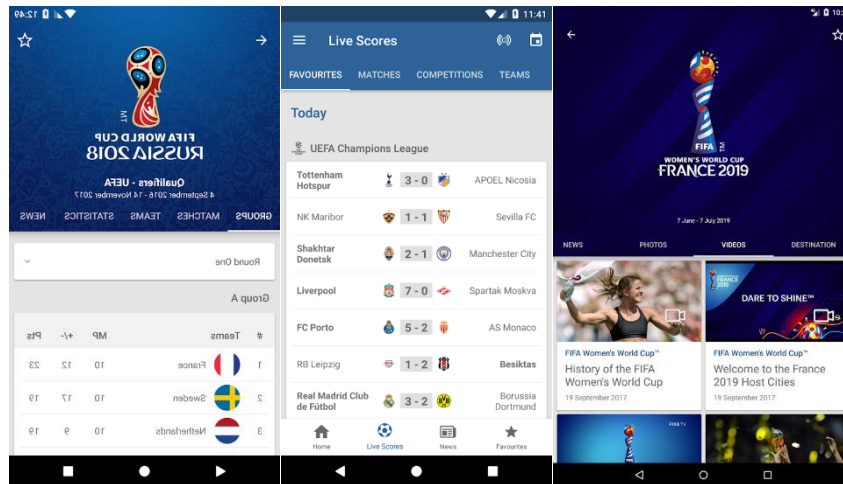 12:49
FIFA WORLD CUP
RUSSIA 2018
Qualifiers - UEFA
4 September 2016 - 14 November 2017
GROUPS MATCHES TEAMS STATISTICS NEWS
Round One
Group A
# Teams MP +/- Pts
1 France 10 12 23
2 Sweden 10 17 19
3 Netherlands 10 9 19
11:41
Live Scores
FAVOURITES MATCHES COMPETITIONS TEAMS
Today
UEFA Champions League
Tottenham
Hotspur 3 - 0 APOEL Nicosia
NK Maribor 1 - 1 Sevilla FC
Shakhtar
Donetsk 2 - 1 Manchester City
Liverpool 7 - 0 Spartak Moskva
FC Porto 5 - 2 AS Monaco
RB Leipzig 1 - 2 Besiktas
Real Madrid Club
de Fútbol 3 - 2 Borussia
Dortmund
Home Live Scores News Favourites
10:
FIFA
TM
WOMEN'S WORLD CUP
FRANCE 2019
7 June - 7 July 2019
NEWS PHOTOS VIDEOS DESTINATION
FIFA Women's World Cup™
History of the FIFA
Women's World Cup
19 September 2017
DARE TO SHINE™
FIFA Women's World Cup™
Welcome to the France
2019 Host Cities
19 September 2017
FIFATV